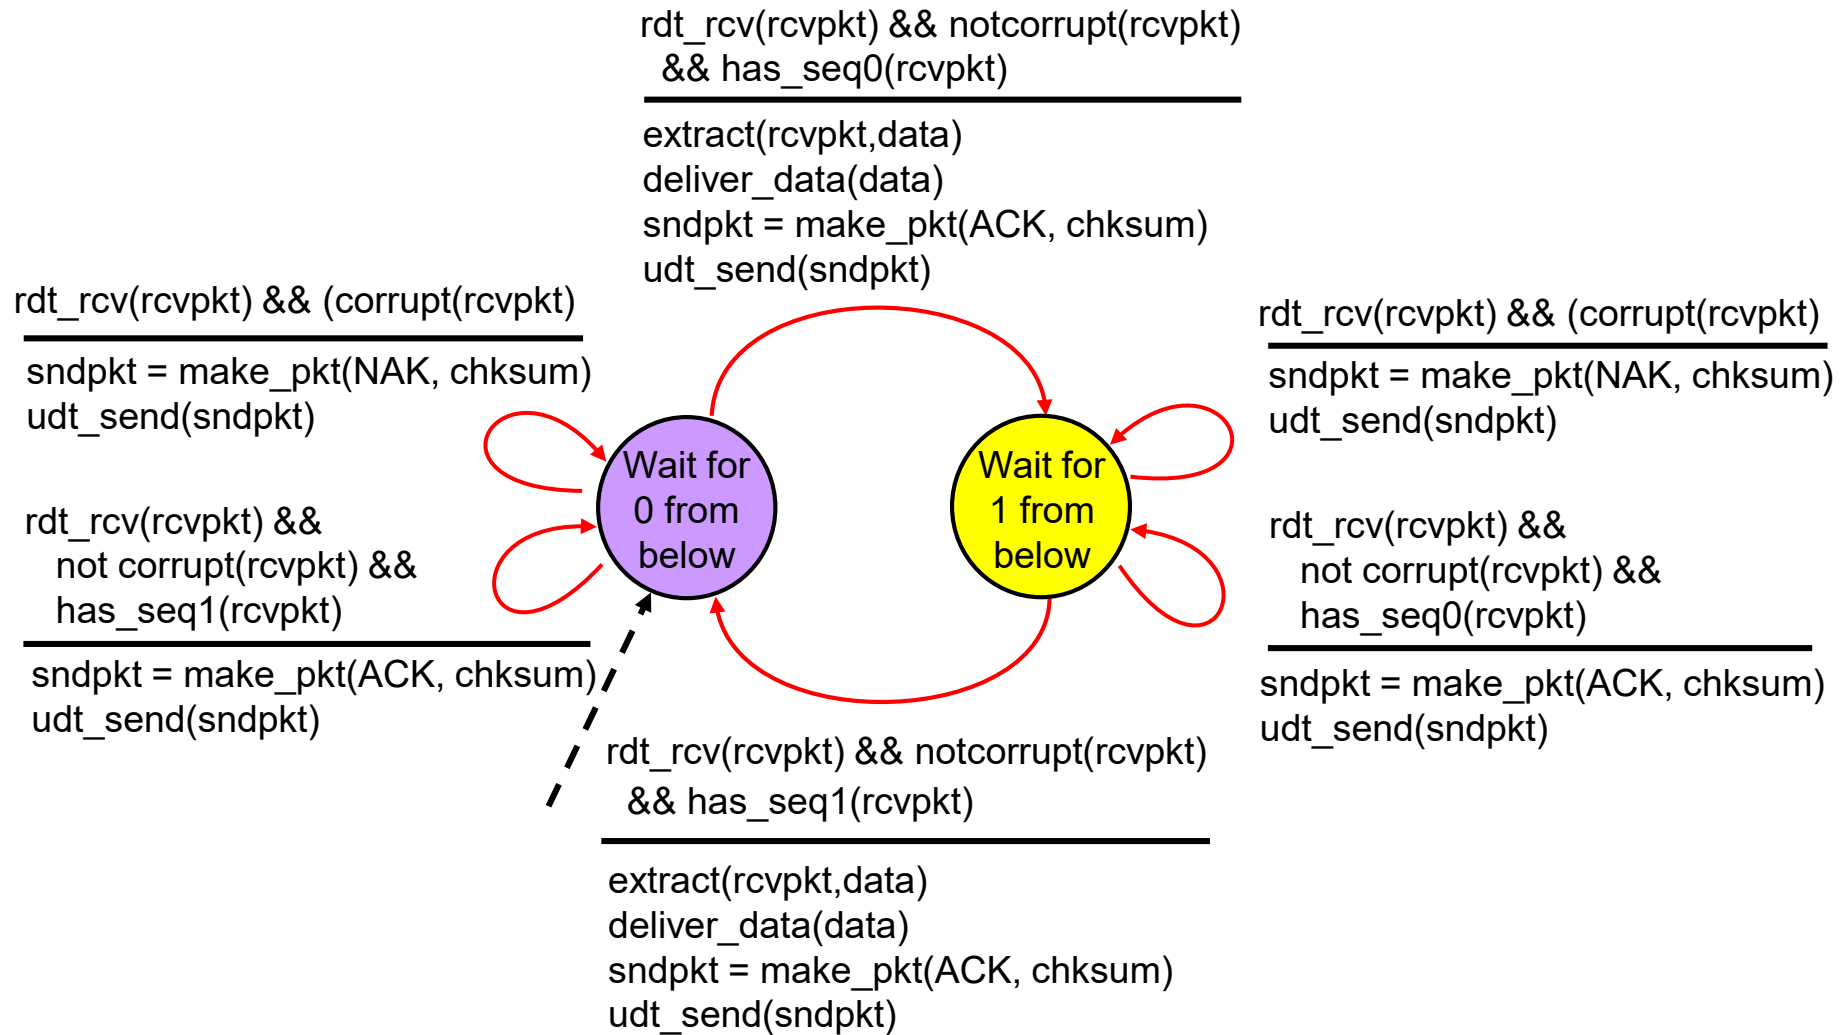 rdt_rcv(rcvpkt) && notcorrupt(rcvpkt)
&& has_seq0(rcvpkt)
extract(rcvpkt,data)
deliver_data(data)
sndpkt = make_pkt(ACK, chksum)
udt_send(sndpkt)
rdt_rcv(rcvpkt) && (corrupt(rcvpkt)
sndpkt = make_pkt(NAK, chksum)
udt_send(sndpkt)
rdt_rcv(rcvpkt) &&
not corrupt(rcvpkt) &&
has_seq1(rcvpkt)
sndpkt = make_pkt(ACK, chksum)
udt_send(sndpkt)
Wait for
0 from
below
Wait for
1 from
below
rdt_rcv(rcvpkt) && (corrupt(rcvpkt)
sndpkt = make_pkt(NAK, chksum)
udt_send(sndpkt)
rdt_rcv(rcvpkt) &&
not corrupt(rcvpkt) &&
has_seq0(rcvpkt)
sndpkt = make_pkt(ACK, chksum)
udt_send(sndpkt)
rdt_rcv(rcvpkt) && notcorrupt(rcvpkt)
&& has_seq1(rcvpkt)
extract(rcvpkt,data)
deliver_data(data)
sndpkt = make_pkt(ACK, chksum)
udt_send(sndpkt)